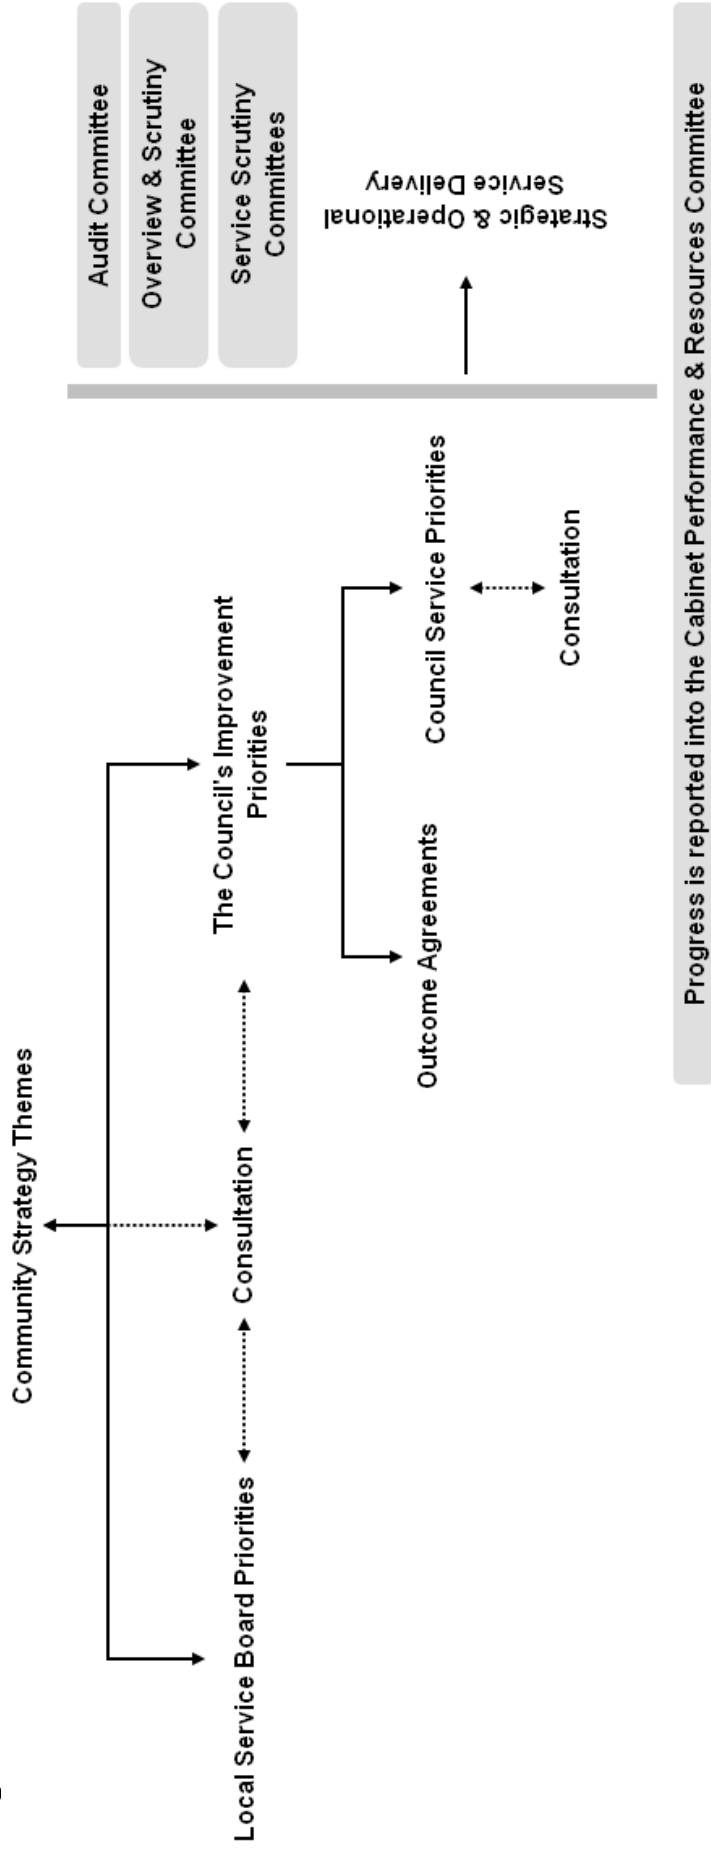 Community Strategy Themes
Local Service Board Priorities
Consultation
The Council's Improvement
Priorities
Outcome Agreements
Council Service Priorities
Consultation
Audit Committee
Overview & Scrutiny
Committee
Service Scrutiny
Committees
Strategic & Operational
Service Delivery
Progress is reported into the Cabinet Performance & Resources Committee